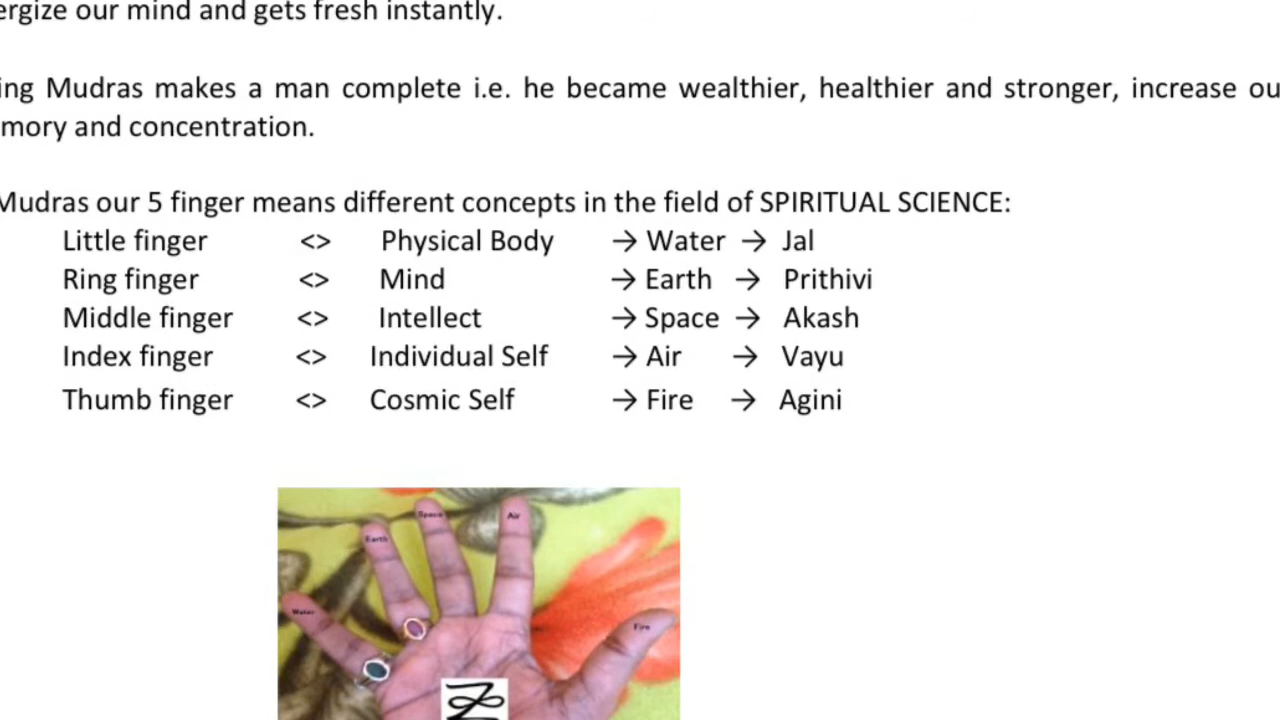 ergize our mind and gets fresh instantly.
ing Mudras makes a man complete i.e. he became wealthier, healthier and stronger, increase ou
mory and concentration.
Mudras our 5 finger means different concepts in the field of SPIRITUAL SCIENCE:
Little finger <> Physical Body → Water → Jal
Ring finger <> Mind → Earth → Prithivi
Middle finger <> Intellect → Space → Akash
Index finger <> Individual Self → Air → Vayu
Thumb finger <> Cosmic Self → Fire → Agini
Space Air
Earth
Water
Fire